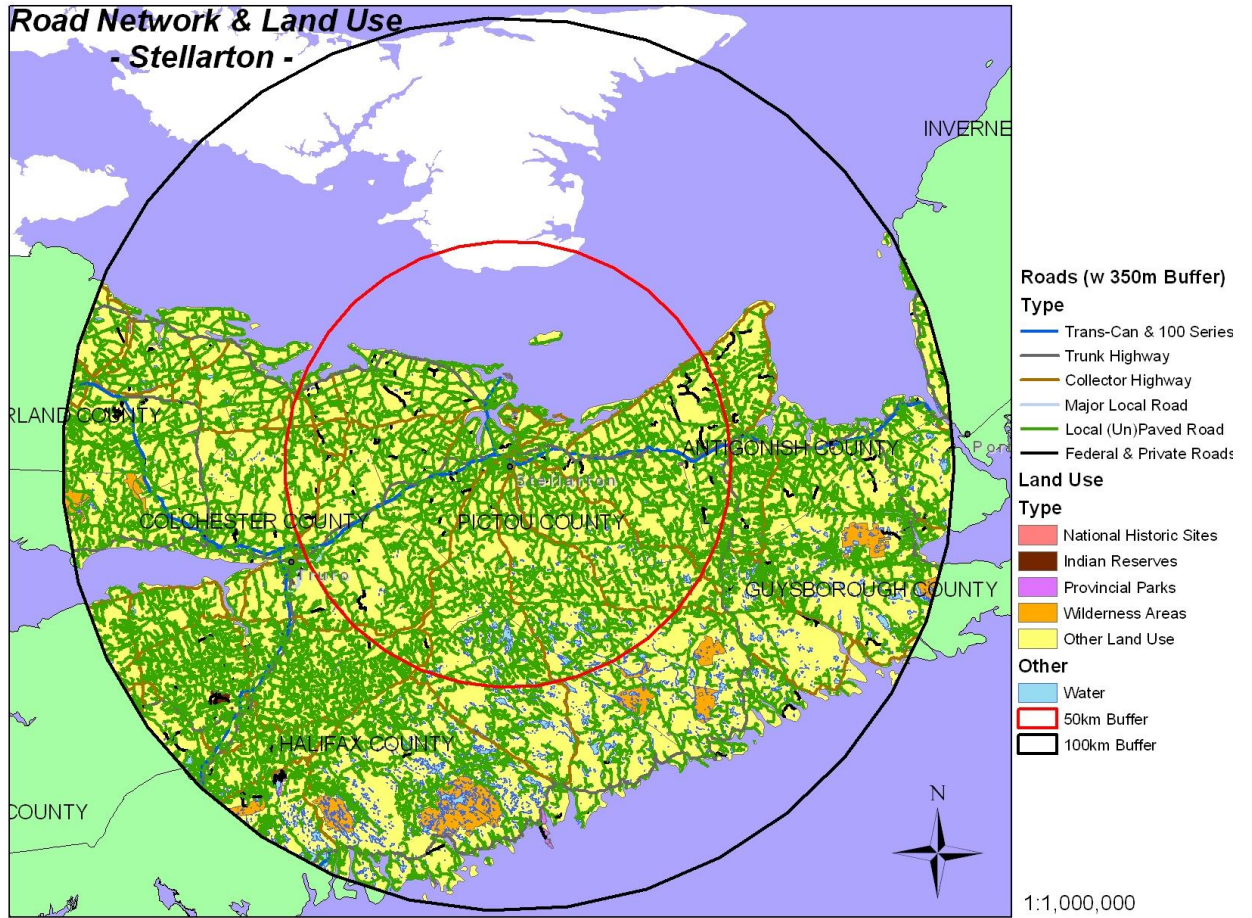 Road Network & Land Use
- Stellarton -
INVERNE
RLAND COUNTY
ANTIGONISH COUNTY
Stellarton
COLCHESTER COUNTY
PICTOU COUNTY
Truro
GUYSBOROUGH COUNTY
HALIFAX COUNTY
COUNTY
N
1:1,000,000
Roads (w 350m Buffer)
Type
Trans-Can & 100 Series
Trunk Highway
Collector Highway
Major Local Road
Local (Un)Paved Road
Federal & Private Roads
Land Use
Type
National Historic Sites
Indian Reserves
Provincial Parks
Wilderness Areas
Other Land Use
Other
Water
50km Buffer
100km Buffer